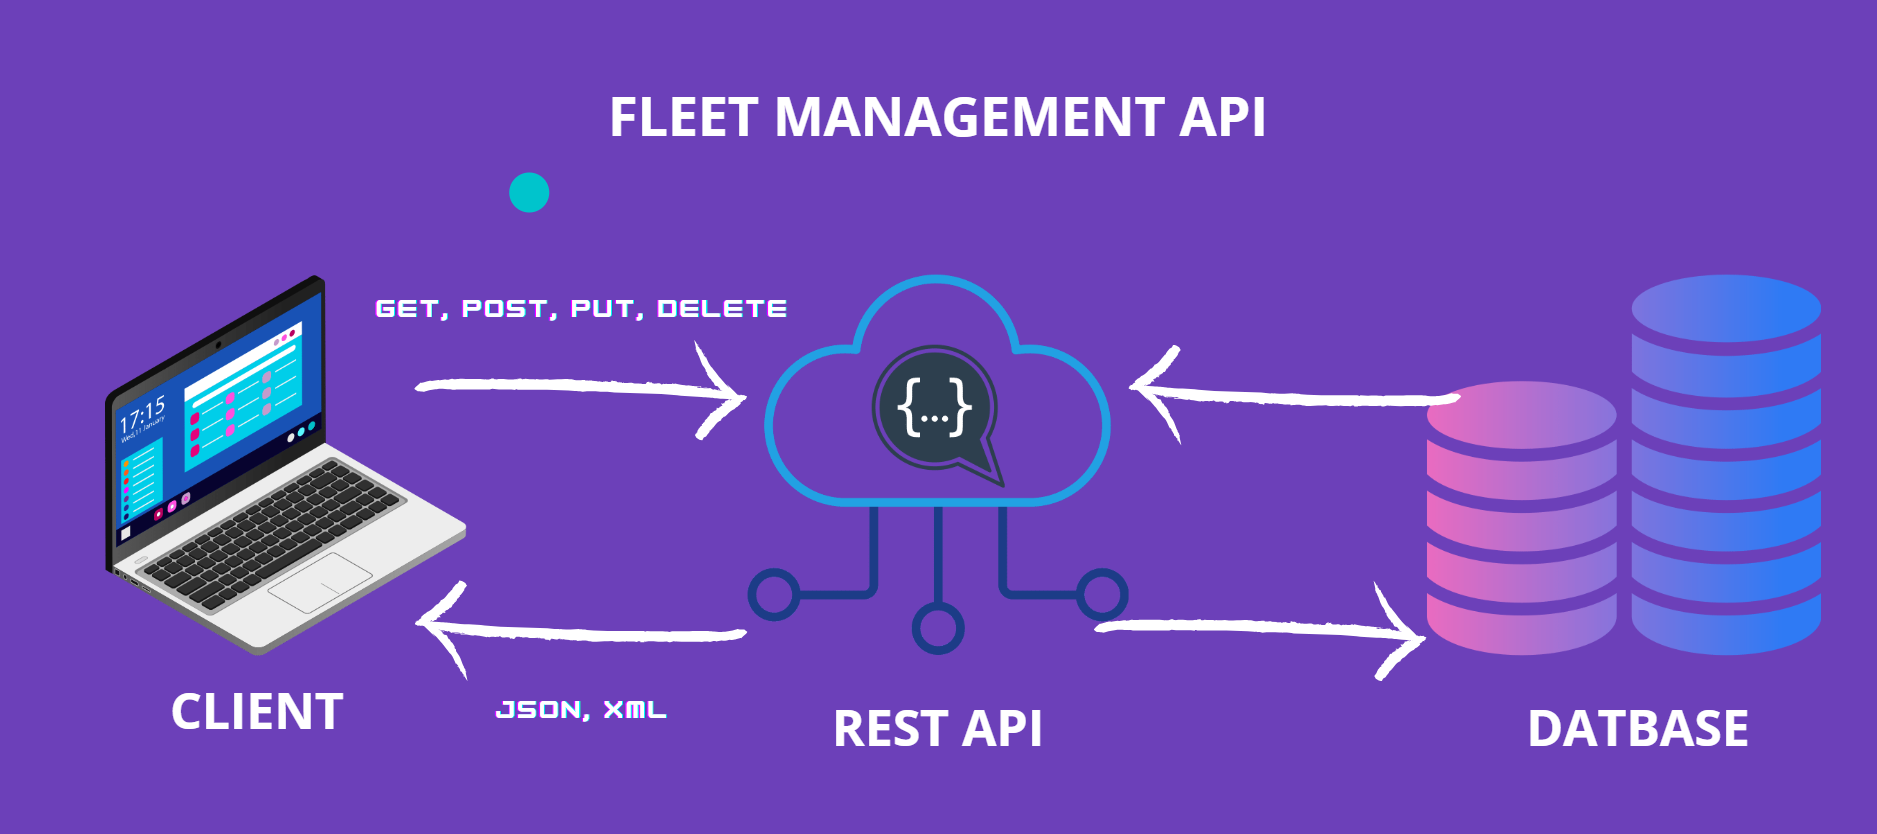 FLEET MANAGEMENT API
GET, POST, PUT, DELETE
17:15
Wed,11 January
{...}
JSON, XML
CLIENT
REST API
DATBASE